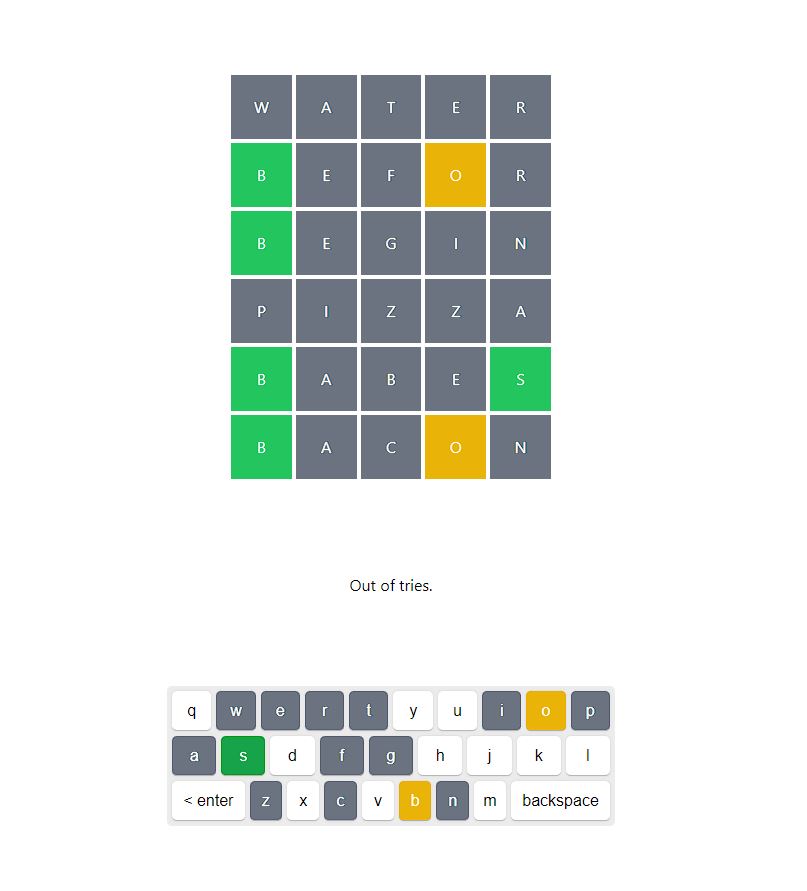 W A T E R
B E F O R
B E G I N
P I Z Z A
B A B E S
B A C O N
Out of tries.
q w e r t y u i o p
a s d f g h j k l
< enter z x c v b n m backspace